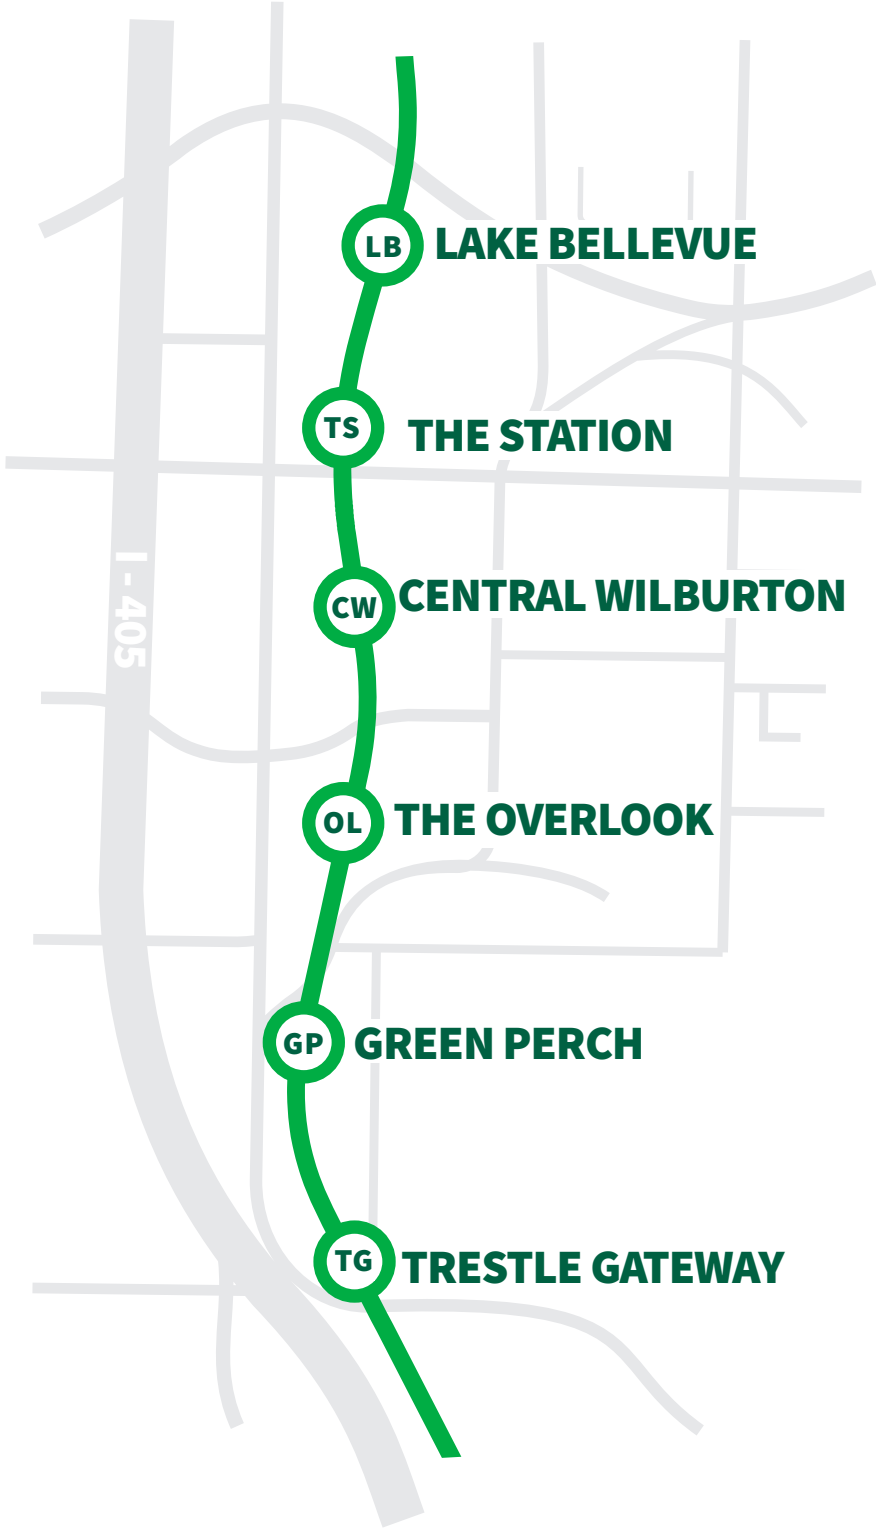 LB LAKE BELLEVUE
TS THE STATION
I - 405
CW CENTRAL WILBURTON
OL THE OVERLOOK
GP GREEN PERCH
TG TRESTLE GATEWAY